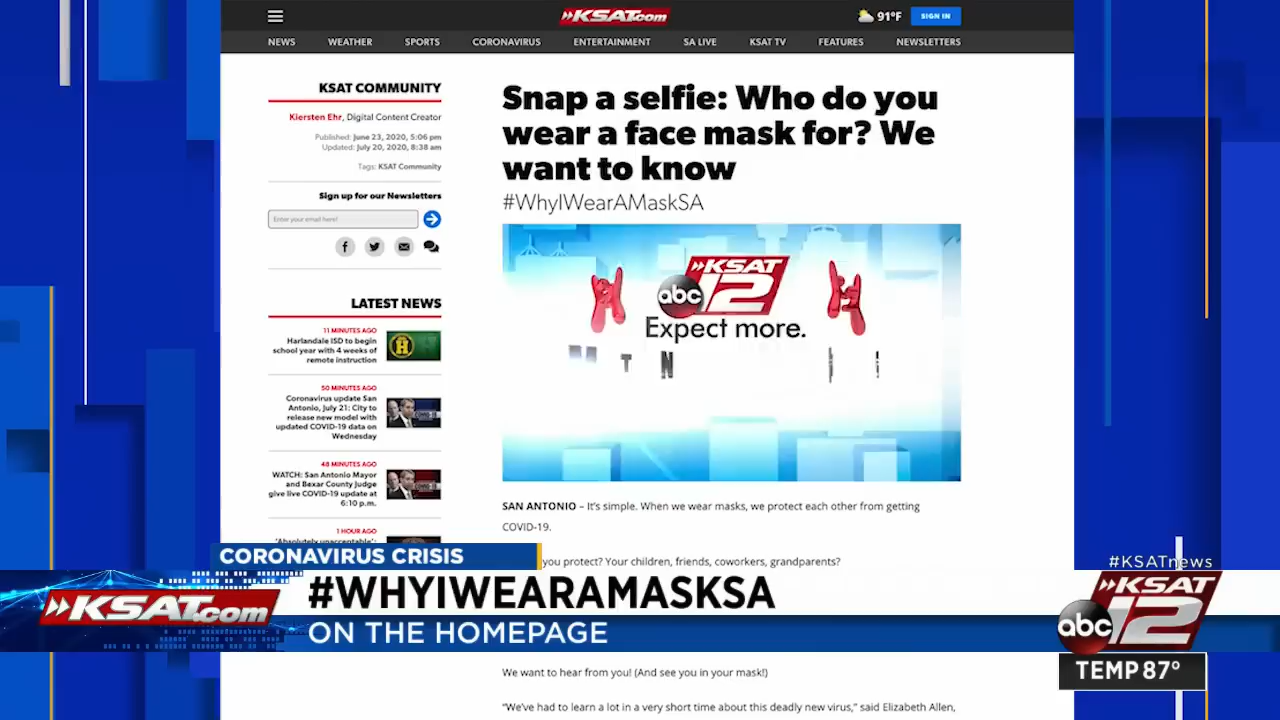 KSAT.com
91°F
SIGN IN
NEWS WEATHER SPORTS CORONAVIRUS ENTERTAINMENT SA LIVE KSAT TV FEATURES NEWSLETTERS
KSAT COMMUNITY
Kiersten Ehr, Digital Content Creator
Published: June 23, 2020, 5:06 pm
Updated: July 20, 2020, 8:38 am
Tags: KSAT Community
Sign up for our Newsletters
Enter your email here!
LATEST NEWS
11 MINUTES AGO
Harlandale ISD to begin
school year with 4 weeks of
remote instruction
50 MINUTES AGO
Coronavirus update San
Antonio, July 21: City to
release new model with
updated COVID-19 data on
Wednesday
48 MINUTES AGO
WATCH: San Antonio Mayor
and Bexar County Judge
give live COVID-19 update at
6:10 p.m.
1 HOUR AGO
'Absolutely unacceptable':
Snap a selfie: Who do you
wear a face mask for? We
want to know
#WhyIWearAMaskSA
KSAT
abc 12
Expect more.
SAN ANTONIO – It's simple. When we wear masks, we protect each other from getting
COVID-19.
you protect? Your children, friends, coworkers, grandparents?
CORONAVIRUS CRISIS
#KSATnews
KSAT.com
#WHYIWEARAMASKSA
ON THE HOMEPAGE
KSAT
abc 12
TEMP 87°
We want to hear from you! (And see you in your mask!)
"We've had to learn a lot in a very short time about this deadly new virus," said Elizabeth Allen,